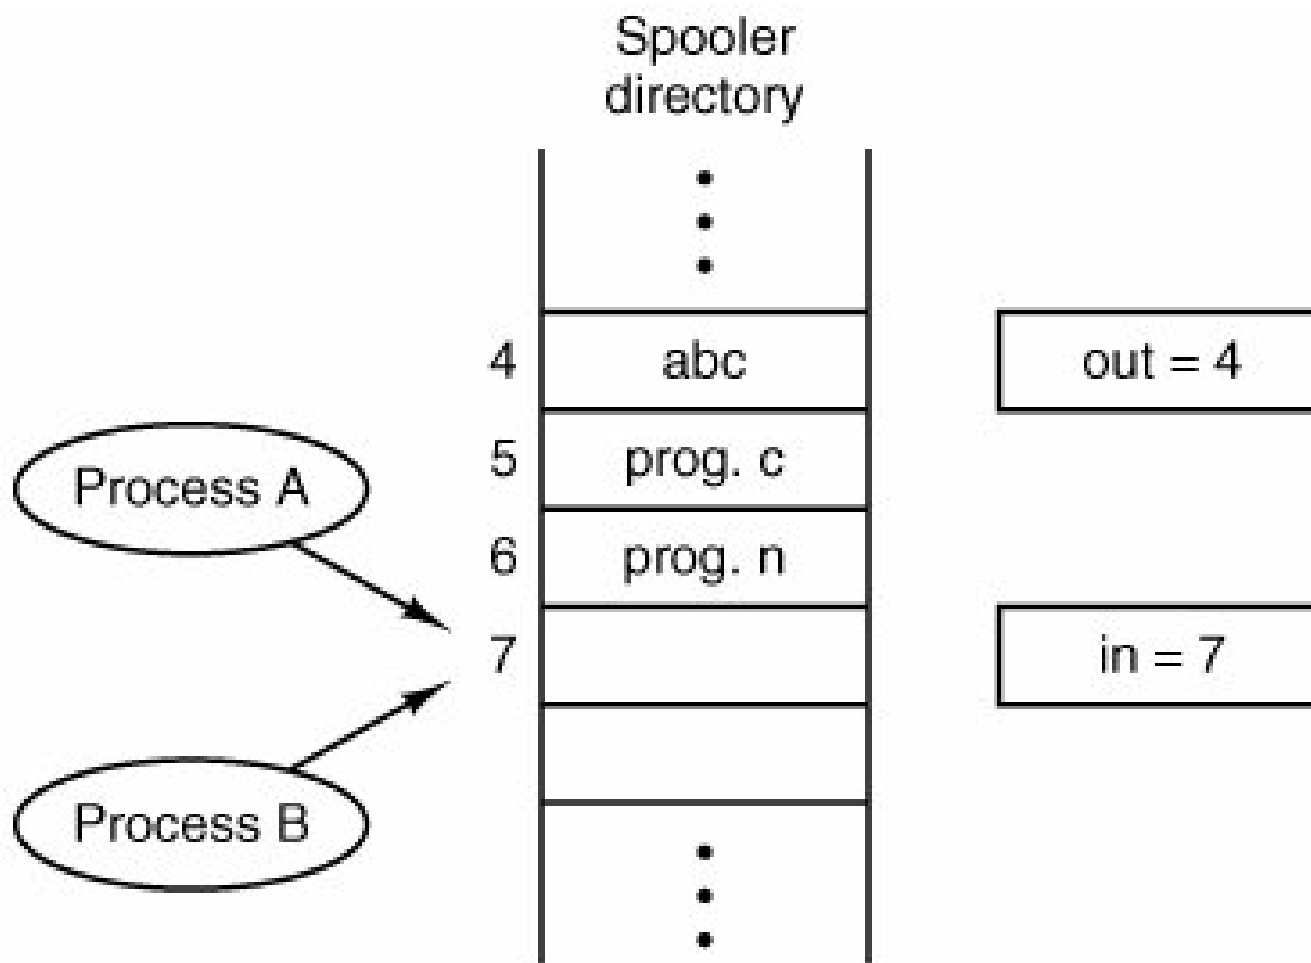 Spooler
directory
4
abc
out = 4
Process A
5
prog. c
6
prog. n
7
in = 7
Process B